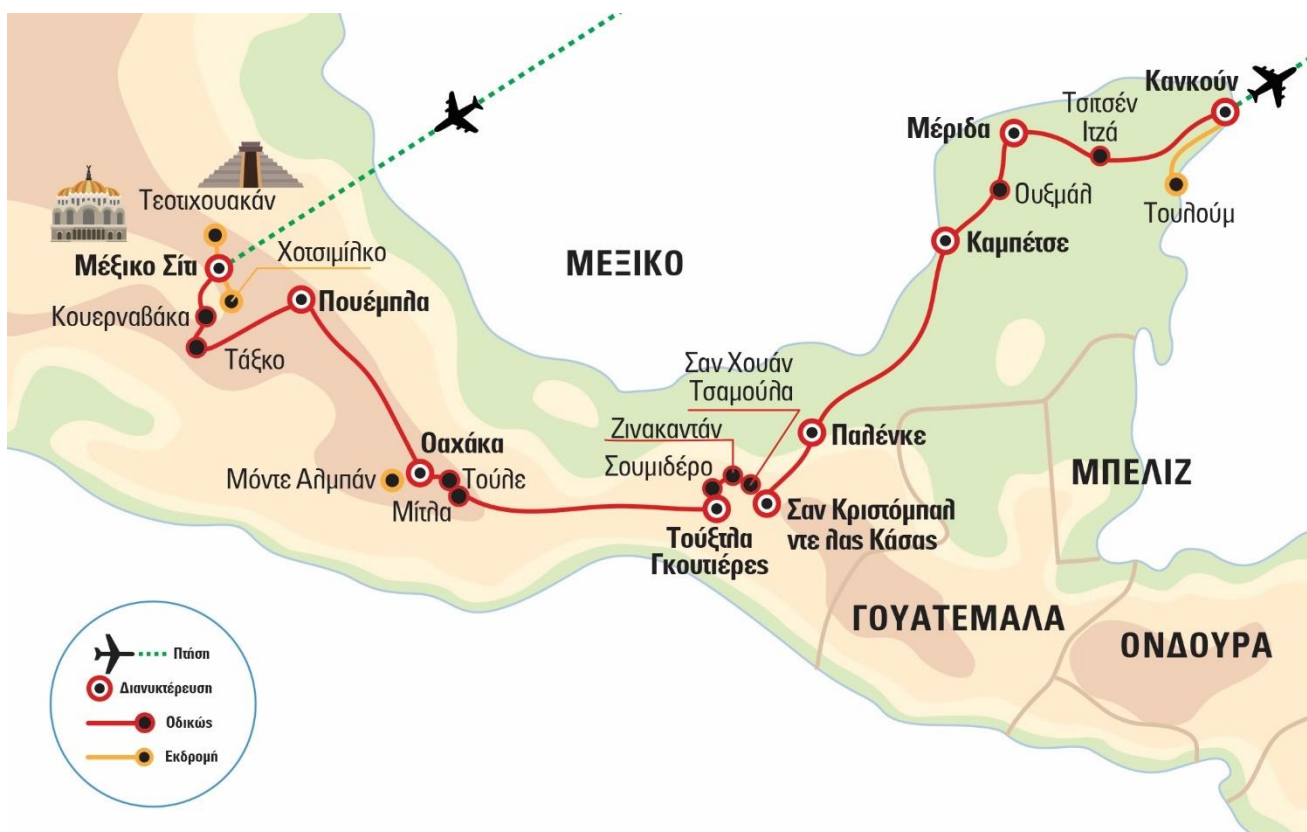 Κανκούν
Τσιτσέν
Ιτζά
Μέριδα
Τεοτιχουακάν
Ουξμάλ
Τουλούμ
Χοτσιμίλκο
Μέξικο Σίτι
ΜΕΞΙΚΟ
Καμπέτσε
Πουέμπλα
Κουερναβάκα
Τάξκο
Σαν Χουάν
Τσαμούλα
Ζινακαντάν
Παλένκε
Οαχάκα
Σουμιδέρο
ΜΠΕΛΙΖ
Μόντε Αλμπάν
Τούλε
Μίτλα
Σαν Κριστόμπαλ
ντε λας Κάσας
Τούξτλα
Γκουτιέρες
ΓΟΥΑΤΕΜΑΛΑ
ΟΝΔΟΥΡΑ
Πτήση
Διανυκτέρευση
Οδικώς
Εκδρομή